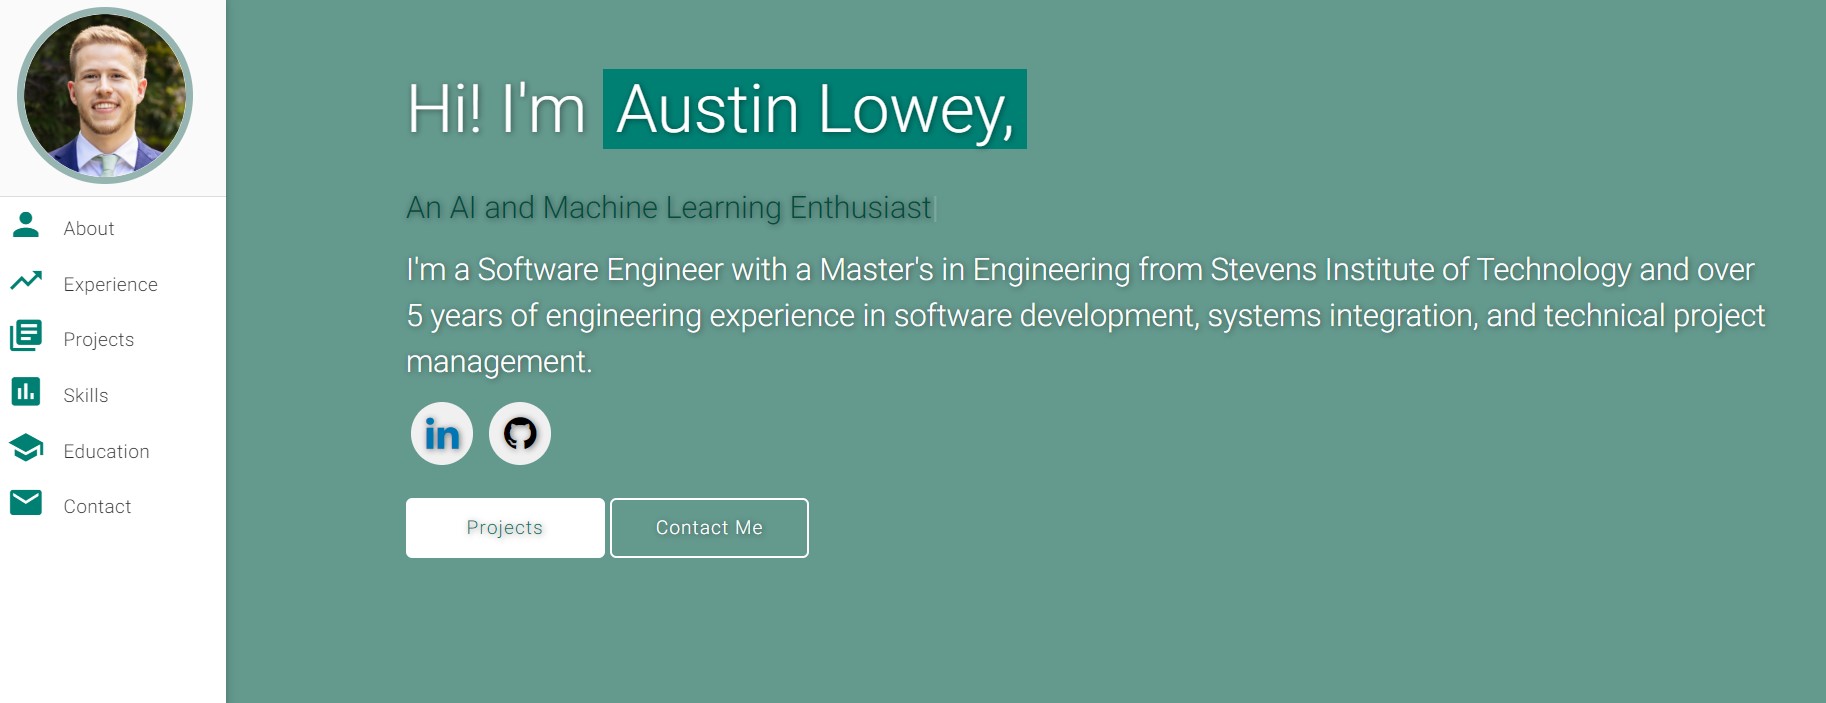 About
Experience
Projects
Skills
Education
Contact
Hi! I'm Austin Lowey,
An AI and Machine Learning Enthusiast|
I'm a Software Engineer with a Master's in Engineering from Stevens Institute of Technology and over
5 years of engineering experience in software development, systems integration, and technical project
management.
in
Projects Contact Me